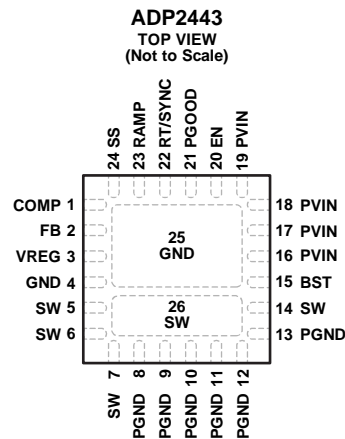 ADP2443
TOP VIEW
(Not to Scale)
24 SS
23 RAMP
22 RT/SYNC
21 PGOOD
20 EN
19 PVIN
COMP 1
FB 2
VREG 3
GND 4
SW 5
SW 6
25
GND
26
SW
18 PVIN
17 PVIN
16 PVIN
15 BST
14 SW
13 PGND
SW 7
PGND 8
PGND 9
PGND 10
PGND 11
PGND 12